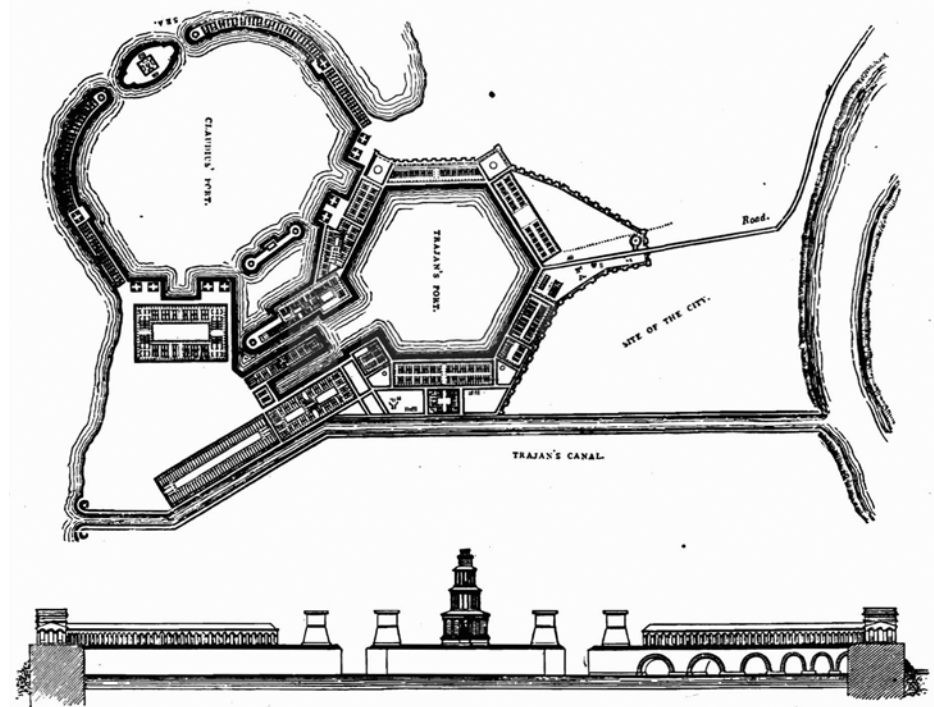 SEA.
CLAUDIUS' PORT.
TRAJAN'S PORT.
Road.
SITE OF THE CITY.
TRAJAN'S CANAL.